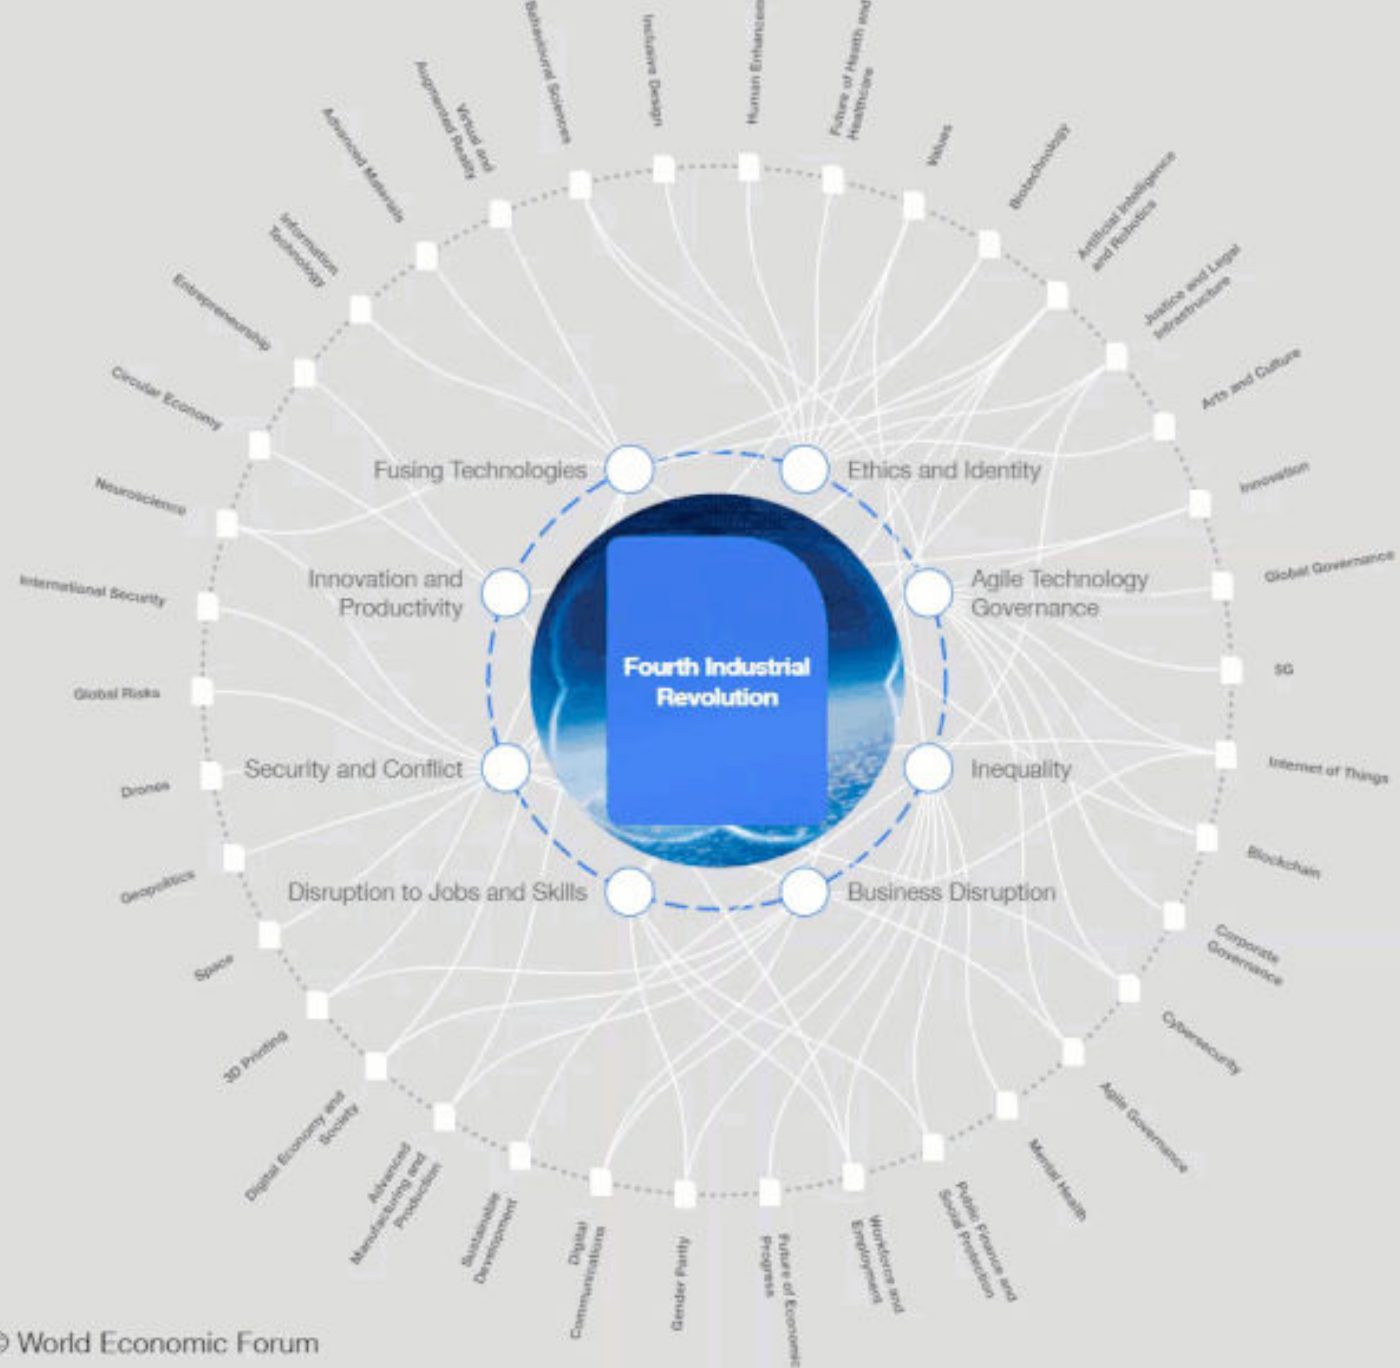 Behavioural Sciences
Inclusive Design
Human
Future of Health and
Healthcare
Values
Biotechnology
Artificial Intelligence
and Robotics
Justice and Legal
Infrastructure
Arts and Culture
Innovation
Global Governance
5G
Internet of Things
Blockchain
Corporate
Governance
Cybersecurity
Agile Governance
Mental Health
Public Finance and
Social Protection
Workforce and
Employment
Future of Economic
Progress
Gender Parity
Digital
Communications
Sustainable
Development
Advanced
Manufacturing and
Production
Digital Economy and
Society
3D Printing
Space
Geopolitics
Drones
Global Risks
International Security
Neuroscience
Circular Economy
Entrepreneurship
Information
Technology
Advanced Materials
Virtual and
Augmented Reality
Fusing Technologies
Ethics and Identity
Innovation and
Productivity
Agile Technology
Governance
Fourth Industrial
Revolution
Security and Conflict
Inequality
Disruption to Jobs and Skills
Business Disruption
© World Economic Forum